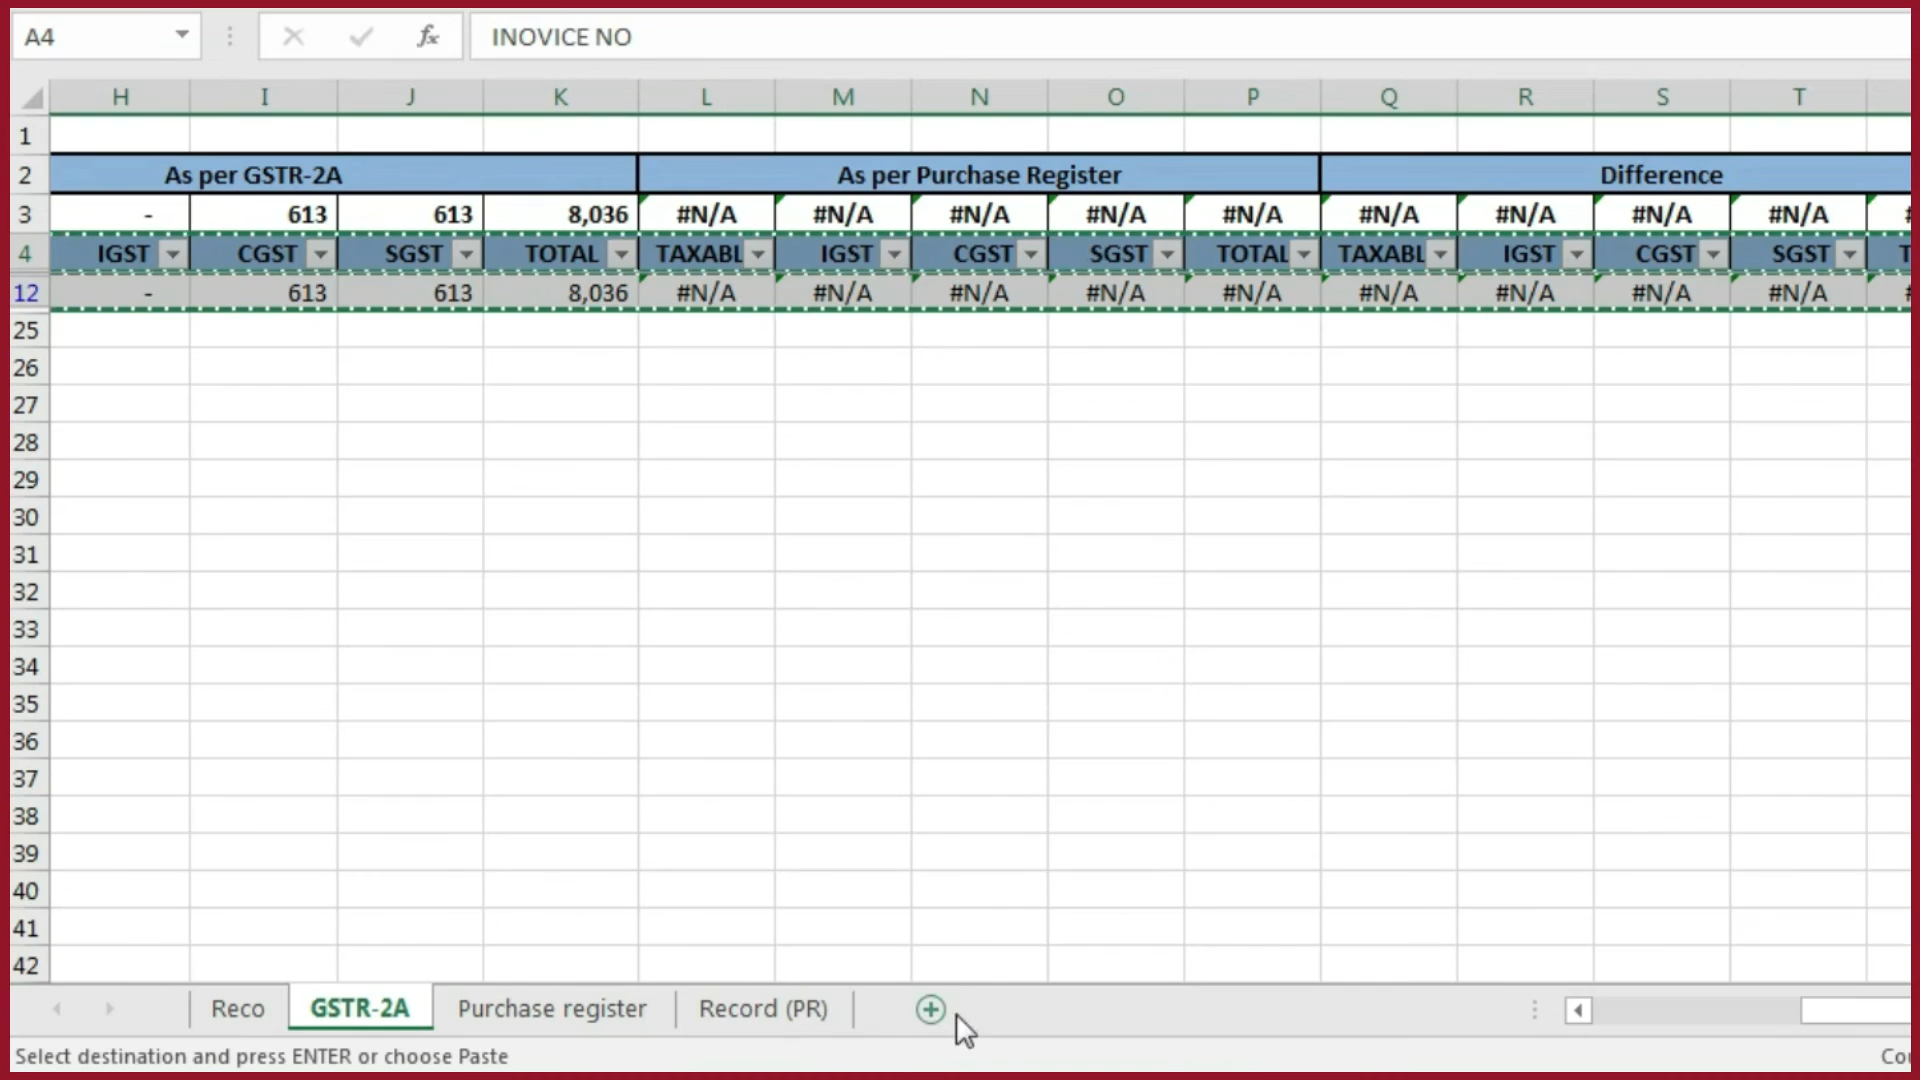 A4 fx INOVICE NO
H I J K L M N O P Q R S T
1
2 As per GSTR-2A As per Purchase Register Difference
3 - 613 613 8,036 #N/A #N/A #N/A #N/A #N/A #N/A #N/A #N/A #N/A
4 IGST CGST SGST TOTAL TAXABL IGST CGST SGST TOTAL TAXABL IGST CGST SGST T
12 - 613 613 8,036 #N/A #N/A #N/A #N/A #N/A #N/A #N/A #N/A #N/A
25
26
27
28
29
30
31
32
33
34
35
36
37
38
39
40
41
42
Reco GSTR-2A Purchase register Record (PR)
Select destination and press ENTER or choose Paste Cou